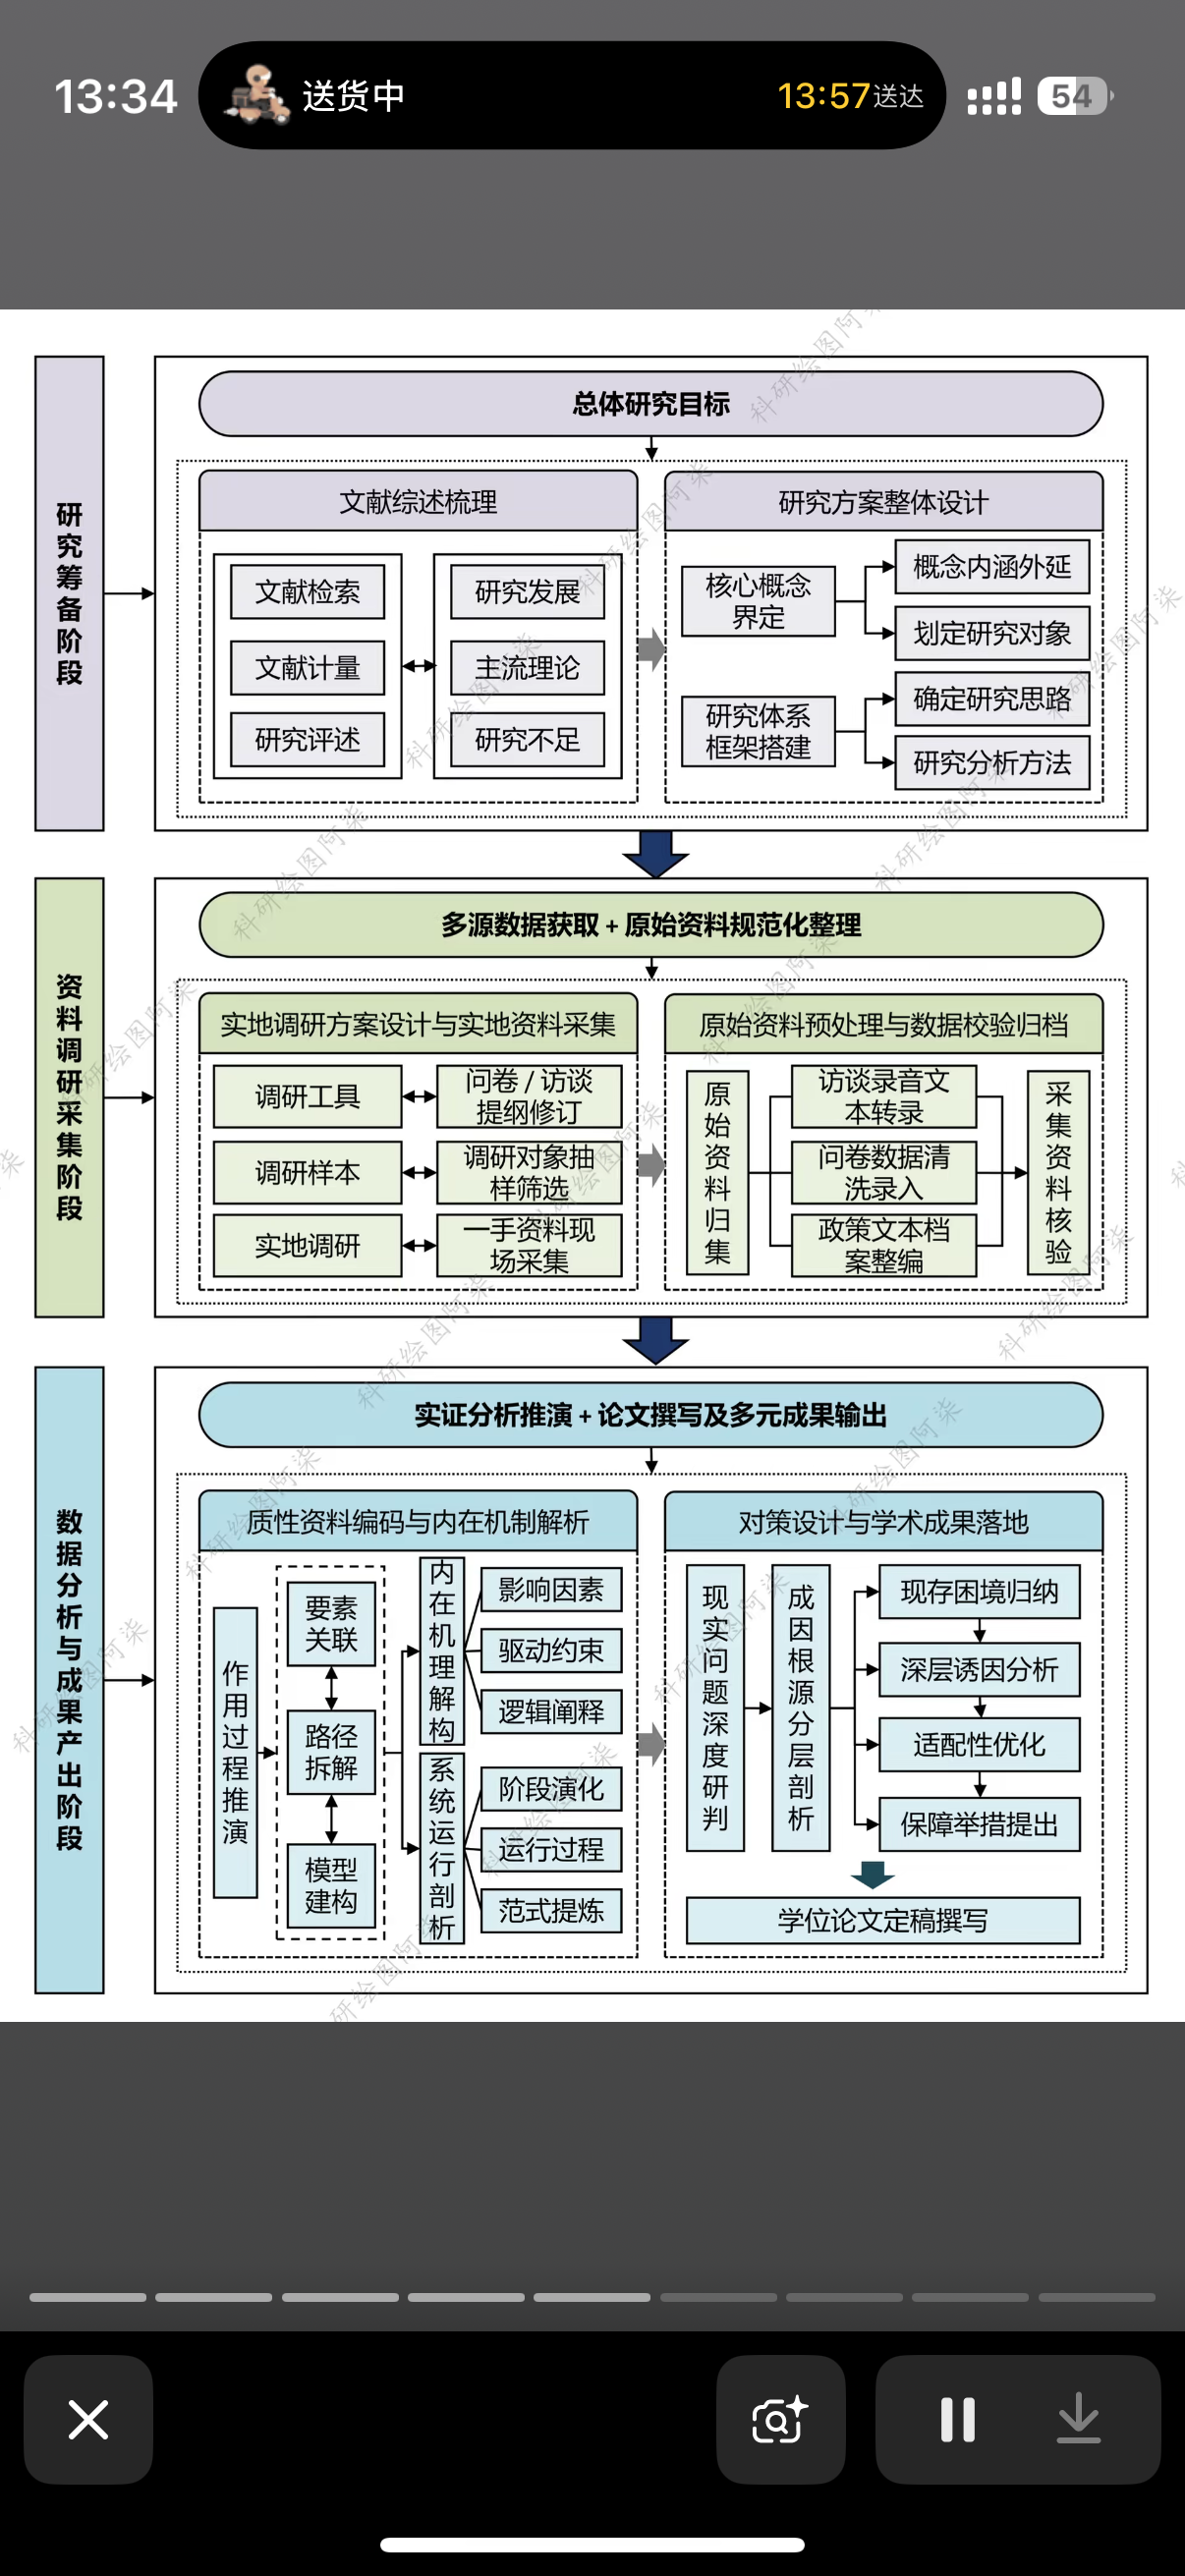 13:34
送货中
13:57送达
54
研究筹备阶段
总体研究目标
文献综述梳理
文献检索
文献计量
研究评述
研究发展
主流理论
研究不足
研究方案整体设计
核心概念
界定
概念内涵外延
划定研究对象
研究体系
框架搭建
确定研究思路
研究分析方法
资料调研采集阶段
多源数据获取 + 原始资料规范化整理
实地调研方案设计与实地资料采集
调研工具
问卷 / 访谈
提纲修订
调研样本
调研对象抽
样筛选
实地调研
一手资料现
场采集
原始资料预处理与数据校验归档
原始资料归集
访谈录音文
本转录
问卷数据清
洗录入
政策文本档
案整编
采集资料核验
数据分析与成果产出阶段
实证分析推演 + 论文撰写及多元成果输出
质性资料编码与内在机制解析
作用过程推演
要素
关联
路径
拆解
模型
建构
内在机理解构
影响因素
驱动约束
逻辑阐释
系统运行剖析
阶段演化
运行过程
范式提炼
对策设计与学术成果落地
现实问题深度研判
成因根源分层剖析
现存困境归纳
深层诱因分析
适配性优化
保障举措提出
学位论文定稿撰写
科研绘图阿柒